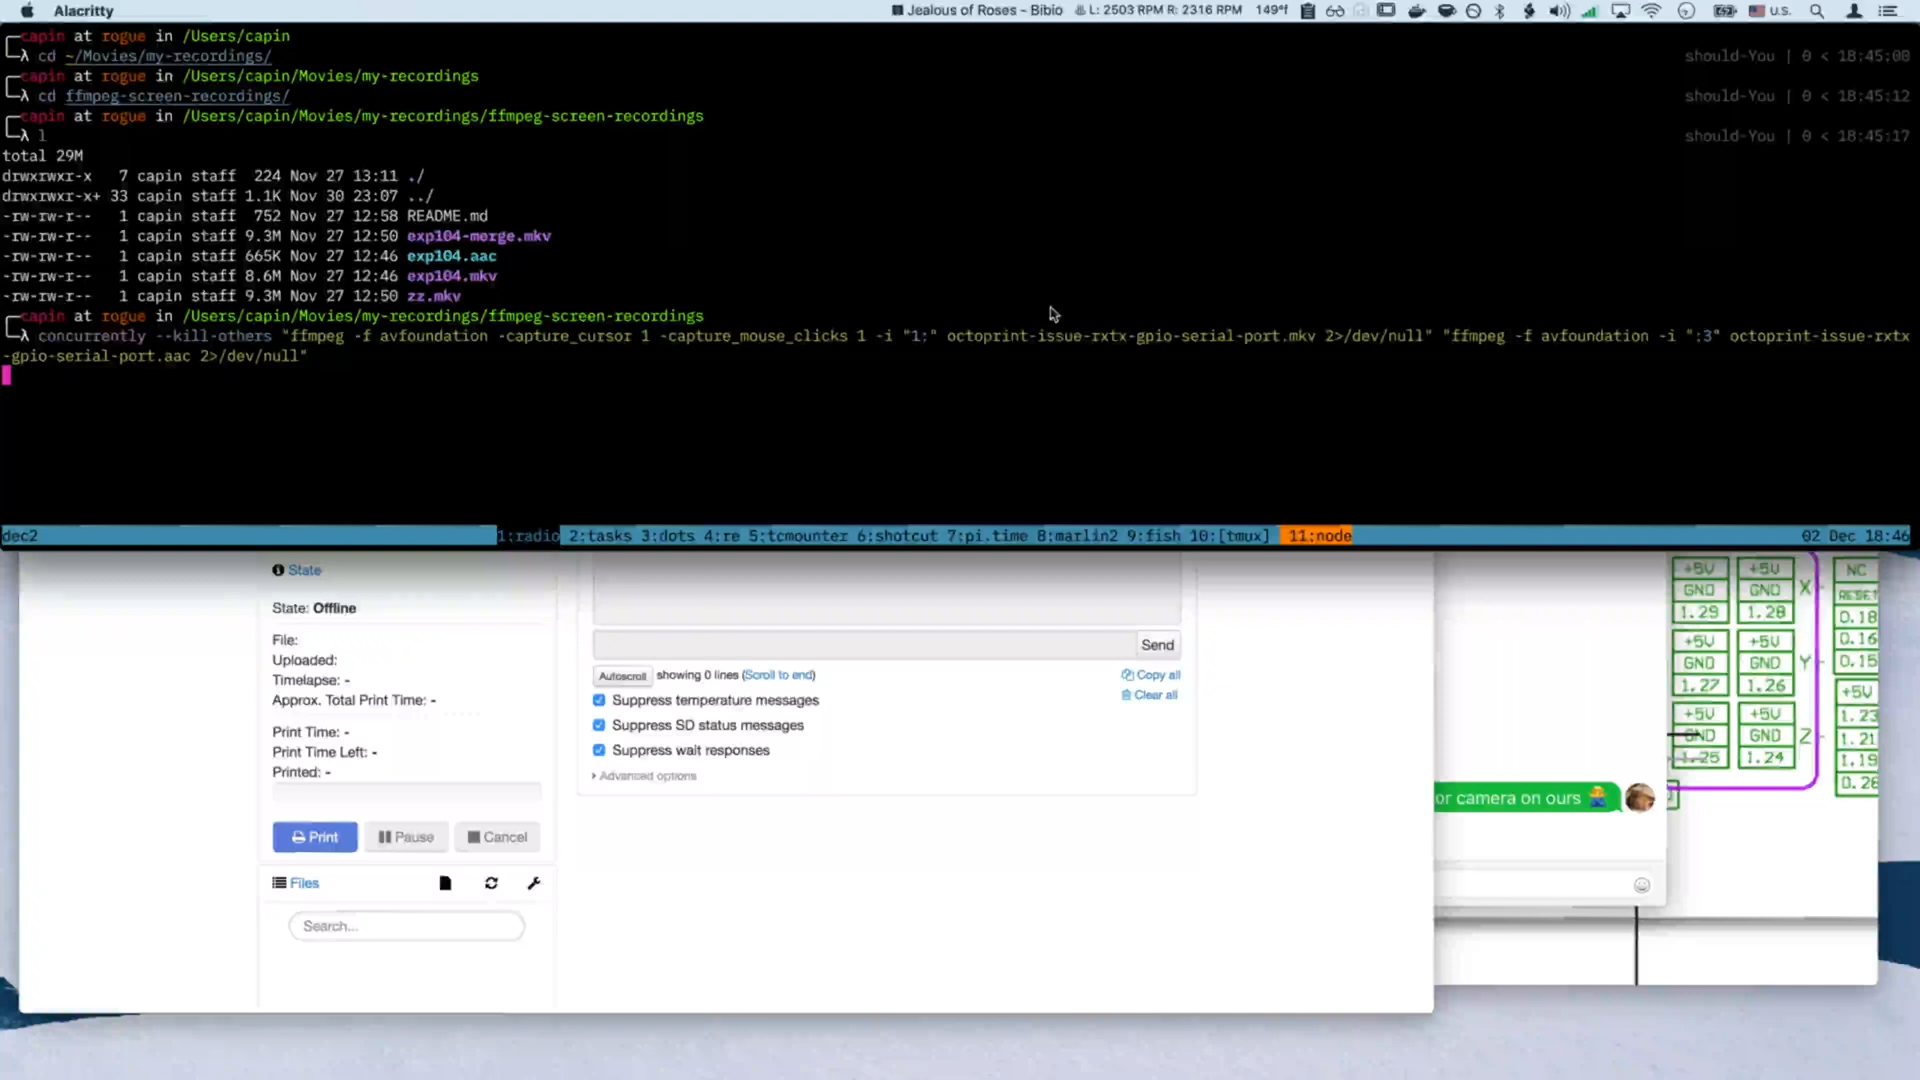 Alacritty
Jealous of Roses - Bibio
L: 2503 RPM R: 2316 RPM
149°f
U.S.
capin at rogue in /Users/capin
λ cd ~/Movies/my-recordings/
should-You | 0 < 18:45:00
capin at rogue in /Users/capin/Movies/my-recordings
λ cd ffmpeg-screen-recordings/
should-You | 0 < 18:45:12
capin at rogue in /Users/capin/Movies/my-recordings/ffmpeg-screen-recordings
λ l
should-You | 0 < 18:45:17
total 29M
drwxrwxr-x 7 capin staff 224 Nov 27 13:11 ./
drwxrwxr-x+ 33 capin staff 1.1K Nov 30 23:07 ../
-rw-rw-r-- 1 capin staff 752 Nov 27 12:58 README.md
-rw-rw-r-- 1 capin staff 9.3M Nov 27 12:50 exp104-merge.mkv
-rw-rw-r-- 1 capin staff 665K Nov 27 12:46 exp104.aac
-rw-rw-r-- 1 capin staff 8.6M Nov 27 12:46 exp104.mkv
-rw-rw-r-- 1 capin staff 9.3M Nov 27 12:50 zz.mkv
capin at rogue in /Users/capin/Movies/my-recordings/ffmpeg-screen-recordings
λ concurrently --kill-others "ffmpeg -f avfoundation -capture_cursor 1 -capture_mouse_clicks 1 -i "1:" octoprint-issue-rxtx-gpio-serial-port.mkv 2>/dev/null" "ffmpeg -f avfoundation -i ":3" octoprint-issue-rxtx
-gpio-serial-port.aac 2>/dev/null"
dec2 1:radio 2:tasks 3:dots 4:re 5:tcmounter 6:shotcut 7:pi.time 8:marlin2 9:fish 10:[tmux] 11:node 02 Dec 18:46
State
State: Offline
File:
Uploaded:
Timelapse: -
Approx. Total Print Time: -
Print Time: -
Print Time Left: -
Printed: -
Print
Pause
Cancel
Files
Search...
Send
Autoscroll showing 0 lines (Scroll to end)
Copy all
Clear all
Suppress temperature messages
Suppress SD status messages
Suppress wait responses
Advanced options
or camera on ours
+5V +5V
GND GND X
1.29 1.28
+5V +5V
GND GND Y
1.27 1.26
+5V +5V
GND GND Z
1.25 1.24
NC
RESET
0.18
0.16
0.15
+5V
1.23
1.21
1.19
0.28